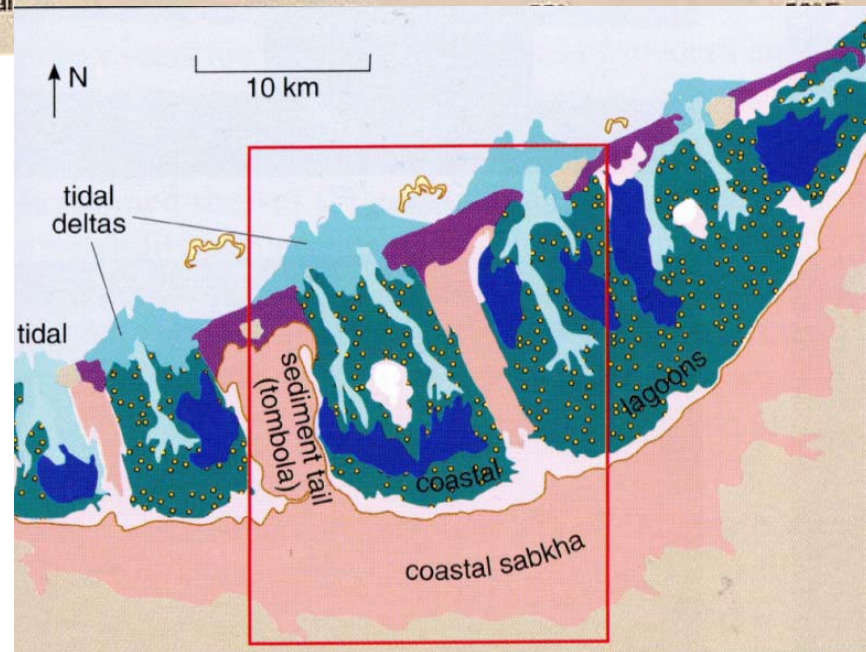 N
10 km
tidal
deltas
tidal
sediment tail
(tombola)
lagoons
coastal
coastal sabkha